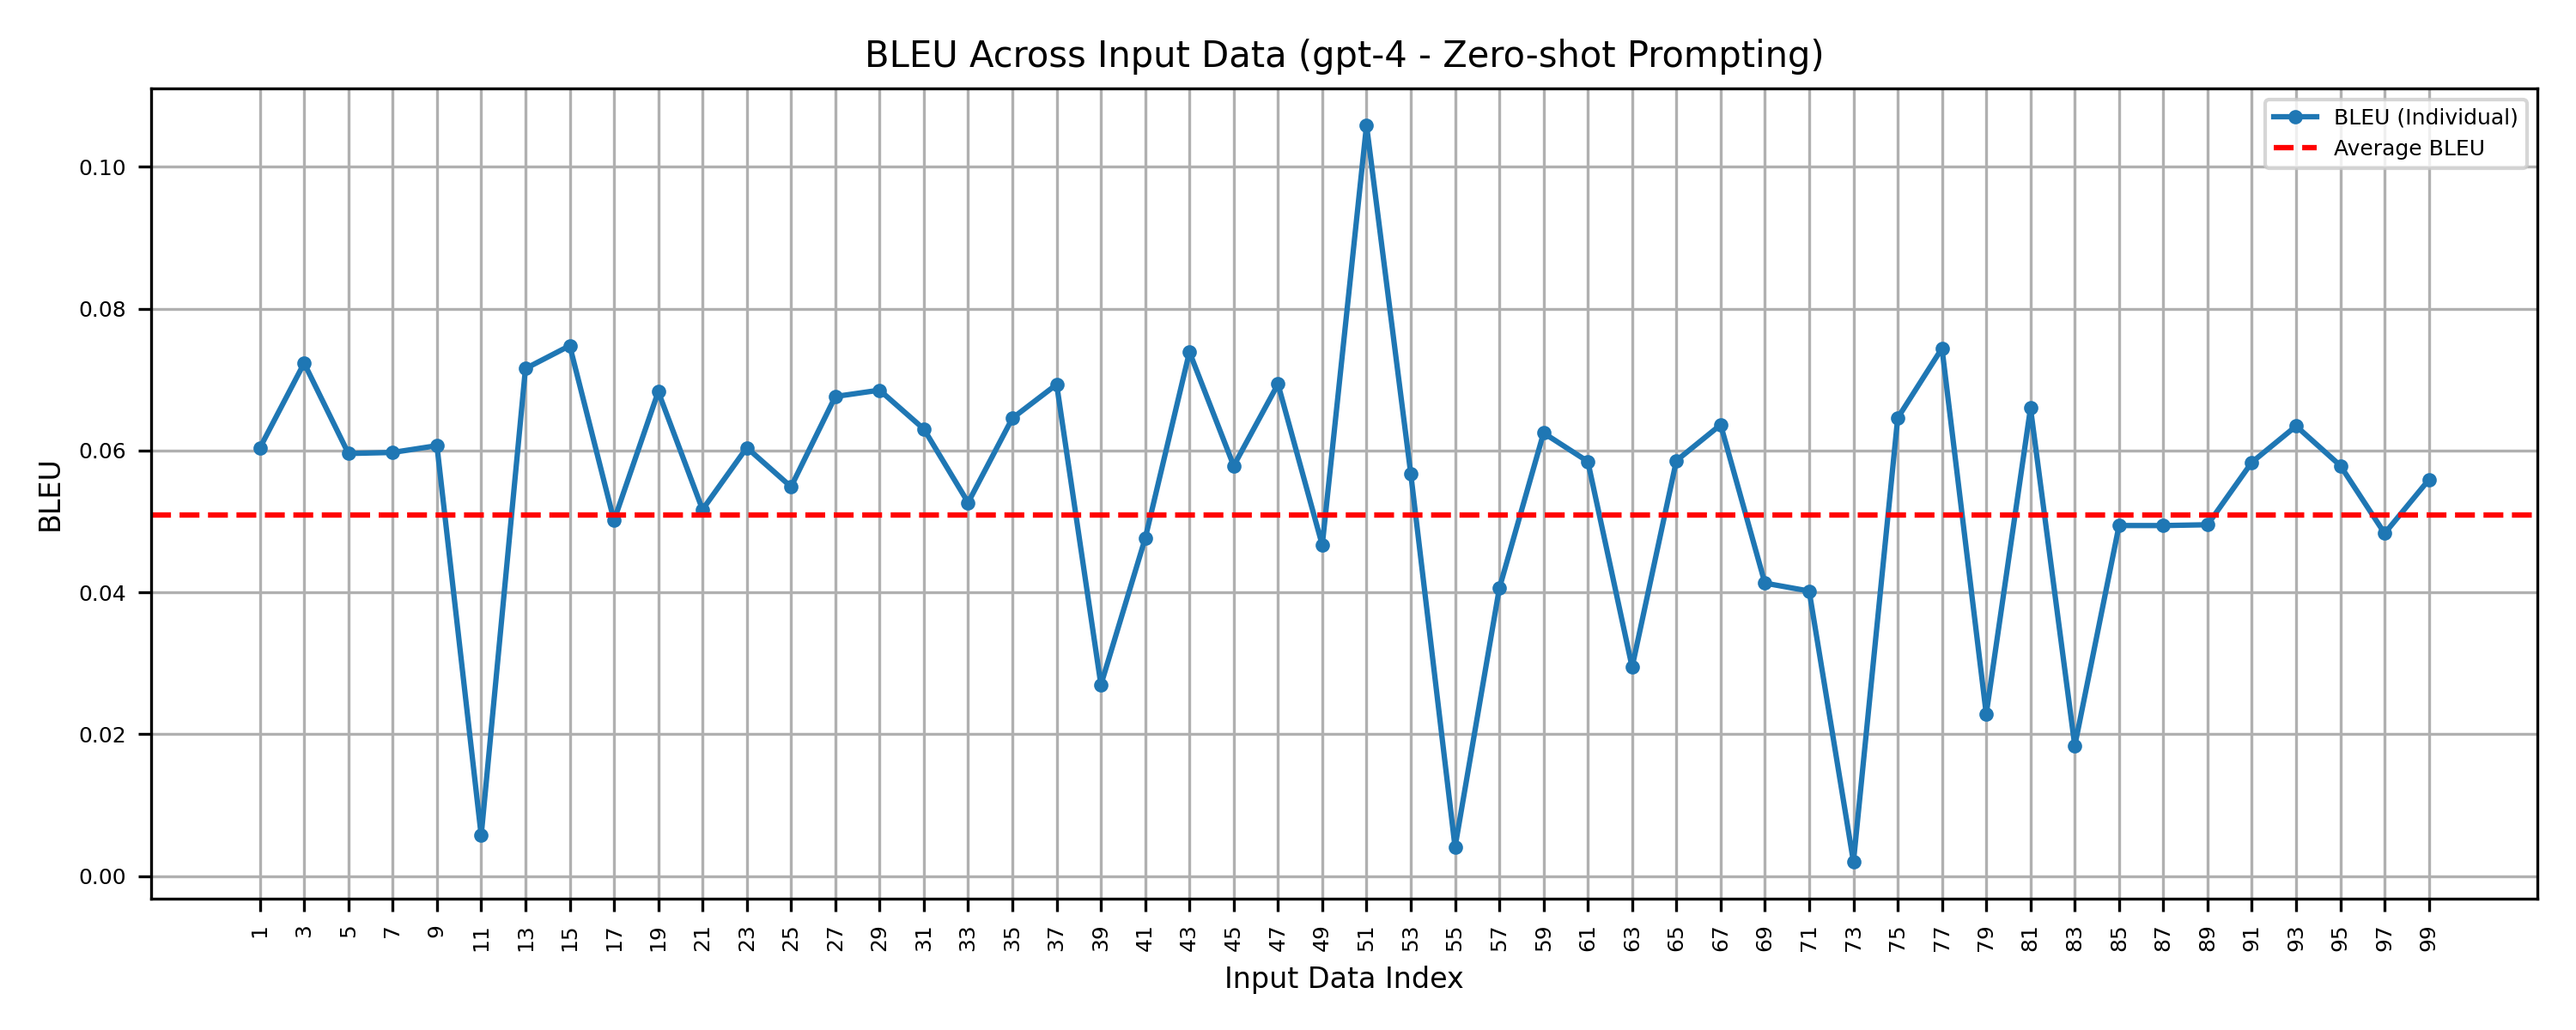 BLEU Across Input Data (gpt-4 - Zero-shot Prompting)
BLEU (Individual)
Average BLEU
BLEU
0.10
0.08
0.06
0.04
0.02
0.00
1 3 5 7 9 11 13 15 17 19 21 23 25 27 29 31 33 35 37 39 41 43 45 47 49 51 53 55 57 59 61 63 65 67 69 71 73 75 77 79 81 83 85 87 89 91 93 95 97 99
Input Data Index